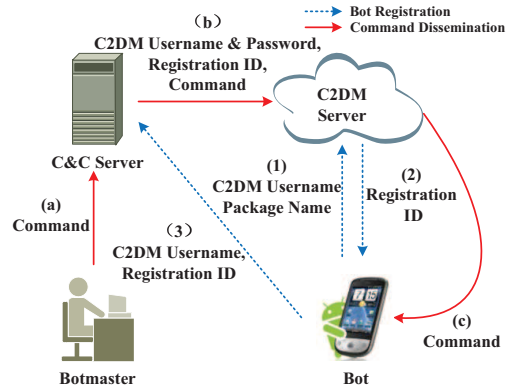 Bot Registration
Command Dissemination
(b)
C2DM Username & Password,
Registration ID,
Command
C2DM
Server
C&C Server
(1)
C2DM Username
Package Name
(2)
Registration
ID
(a)
Command
(3)
C2DM Username,
Registration ID
(c)
Command
Botmaster
Bot